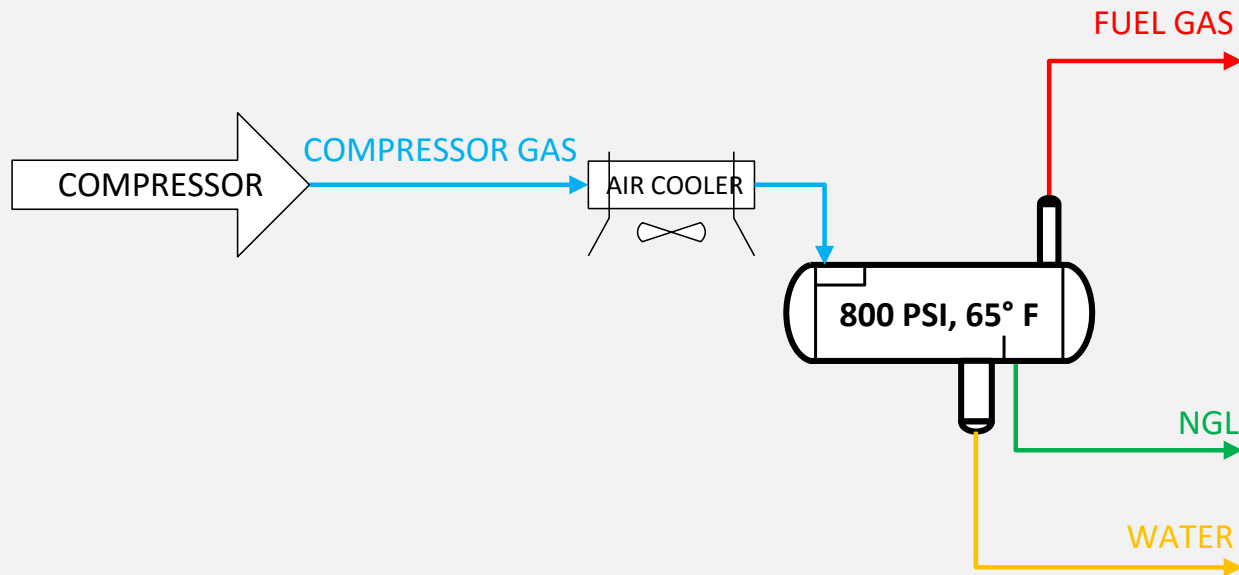 FUEL GAS
COMPRESSOR GAS
COMPRESSOR
AIR COOLER
800 PSI, 65° F
NGL
WATER